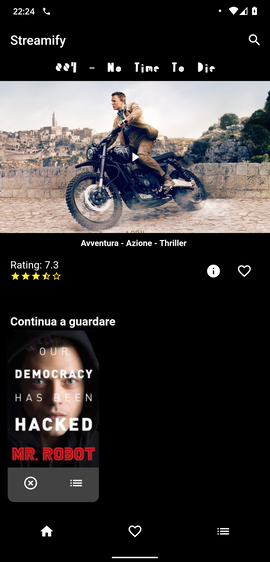 22:24
Streamify
007 - No Time To Die
Avventura - Azione - Thriller
Rating: 7.3
Continua a guardare
OUR
DEMOCRACY
HAS BEEN
HACKED
MR. ROBOT